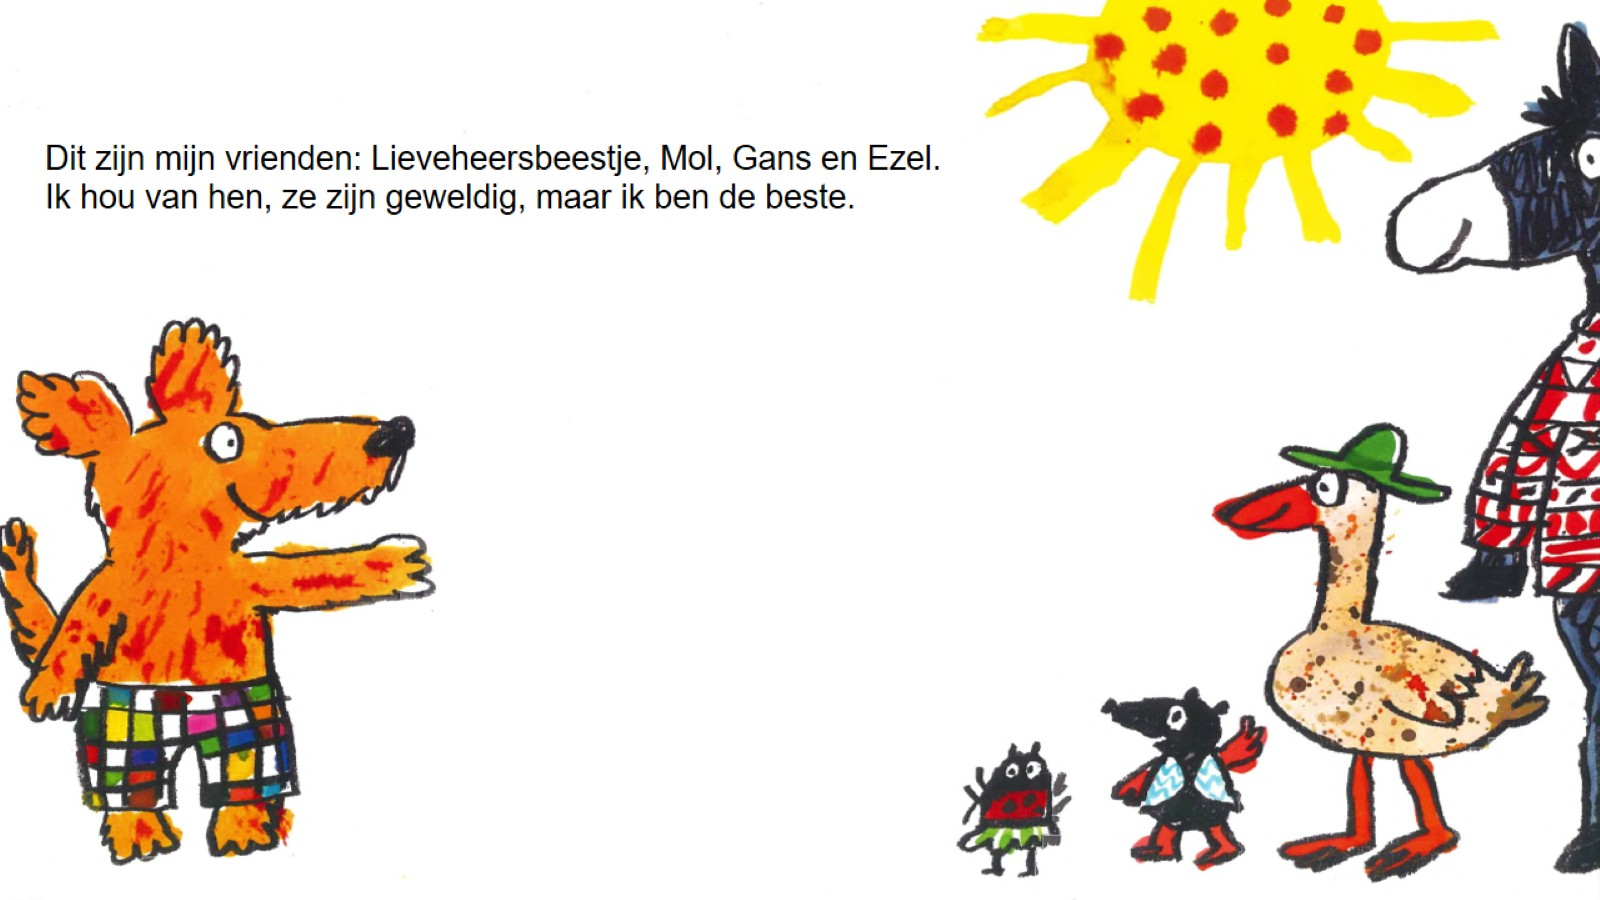 Dit zijn mijn vrienden: Lieveheersbeestje, Mol, Gans en Ezel.
Ik hou van hen, ze zijn geweldig, maar ik ben de beste.